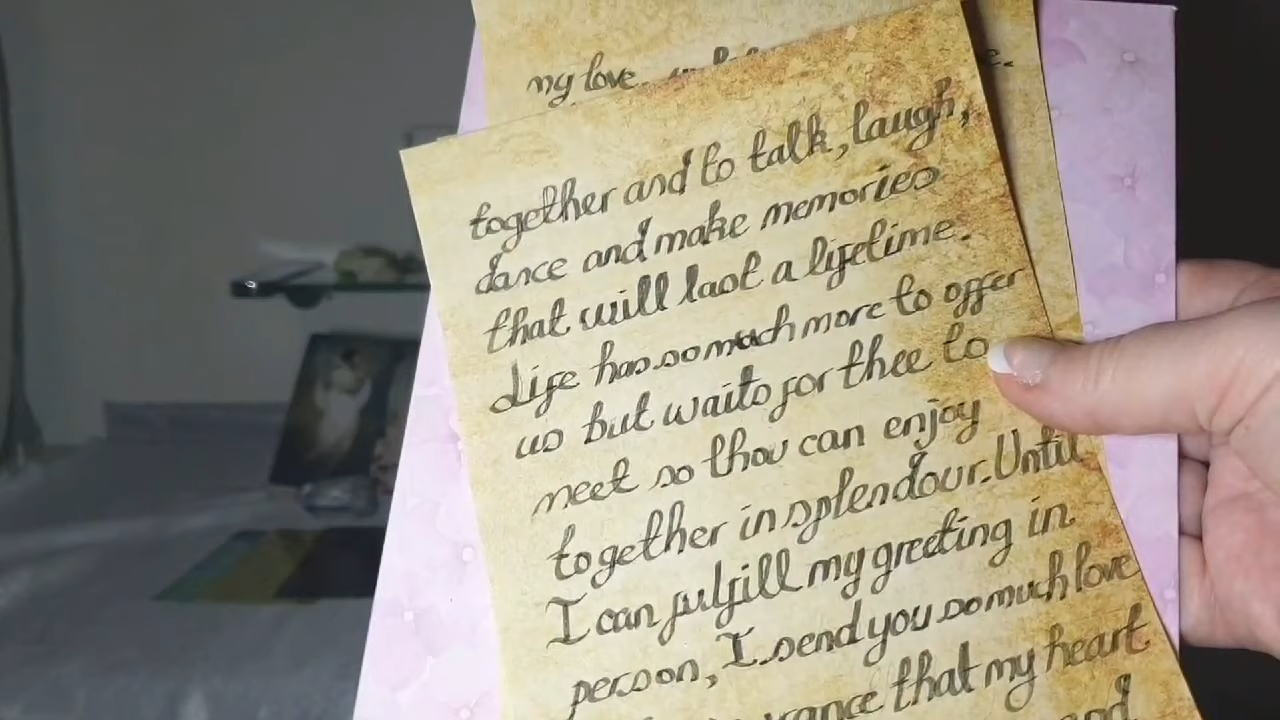 my love.
together and to talk, laugh,
dance and make memories
that will last a lifetime.
Life has so much more to offer
us but waits for thee to
meet so thou can enjoy
together in splendour. Until
I can fulfill my greeting in
person, I send you so much love
that my heart
and